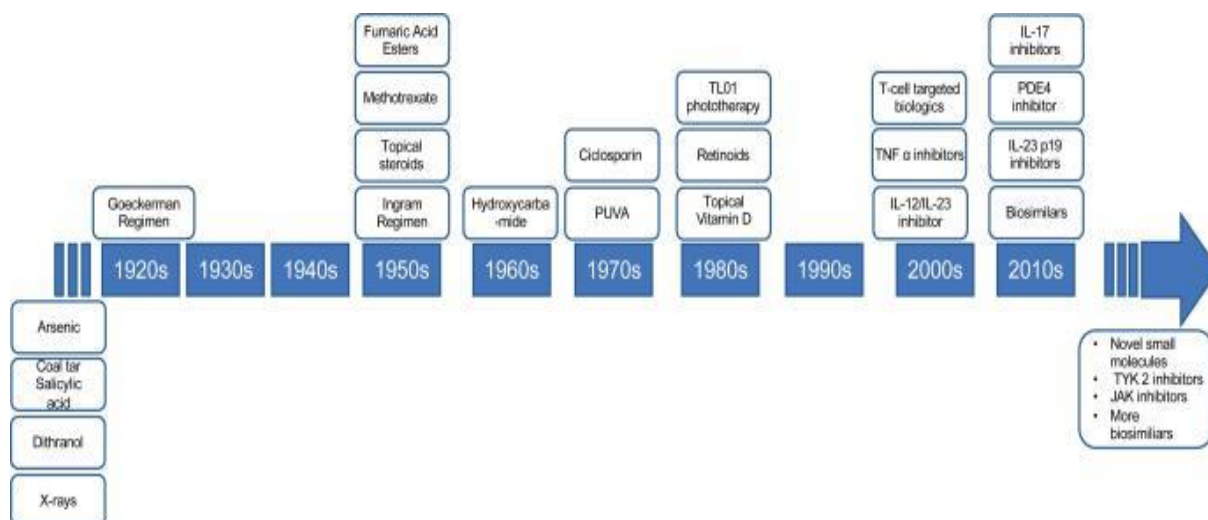 Fumaric Acid
Esters
Methotrexate
Topical
steroids
Ingram
Regimen
Goeckerman
Regimen
Hydroxycarba
-mide
Ciclosporin
PUVA
TL01
phototherapy
Retinoids
Topical
Vitamin D
T-cell targeted
biologics
TNF α inhibitors
IL-12/IL-23
inhibitor
IL-17
inhibitors
PDE4
inhibitor
IL-23 p19
inhibitors
Biosimilars
1920s
1930s
1940s
1950s
1960s
1970s
1980s
1990s
2000s
2010s
Arsenic
Coal tar
Salicylic
acid
Dithranol
X-rays
• Novel small
molecules
• TYK 2 inhibitors
• JAK inhibitors
• More
biosimiliars